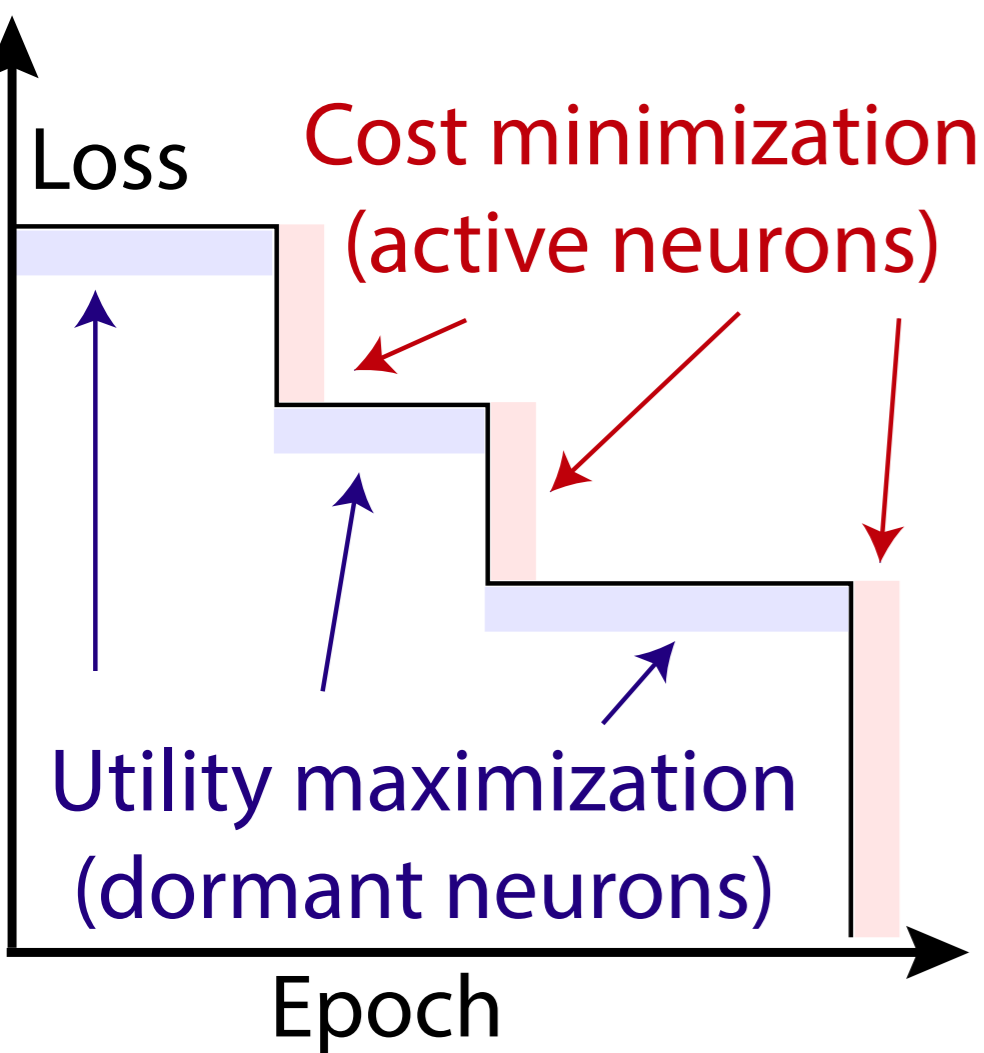 Loss
Cost minimization
(active neurons)
Utility maximization
(dormant neurons)
Epoch